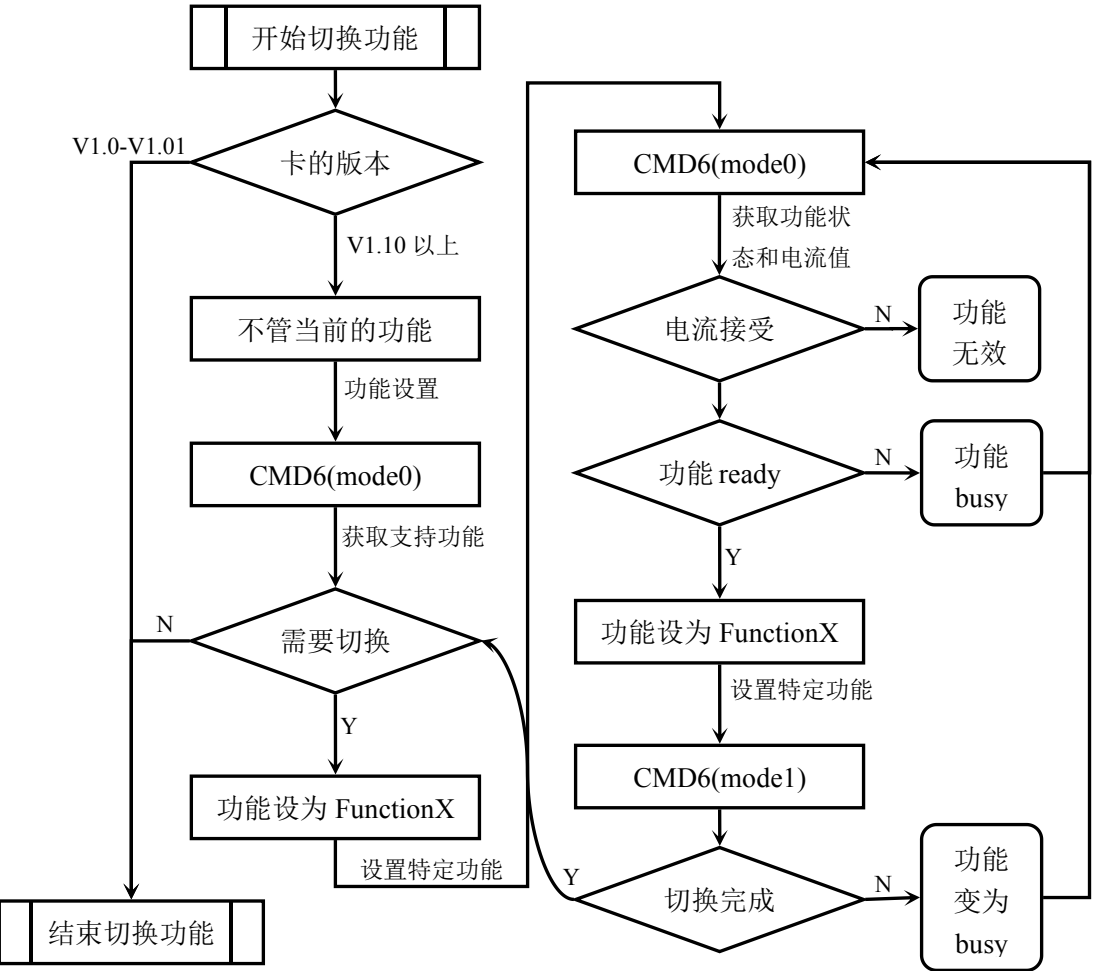 开始切换功能
V1.0-V1.01
卡的版本
V1.10 以上
不管当前的功能
功能设置
CMD6(mode0)
获取支持功能
N
需要切换
Y
功能设为 FunctionX
设置特定功能
结束切换功能
CMD6(mode0)
获取功能状
态和电流值
电流接受
N
功能
无效
功能 ready
N
功能
busy
Y
功能设为 FunctionX
设置特定功能
CMD6(mode1)
Y
切换完成
N
功能
变为
busy